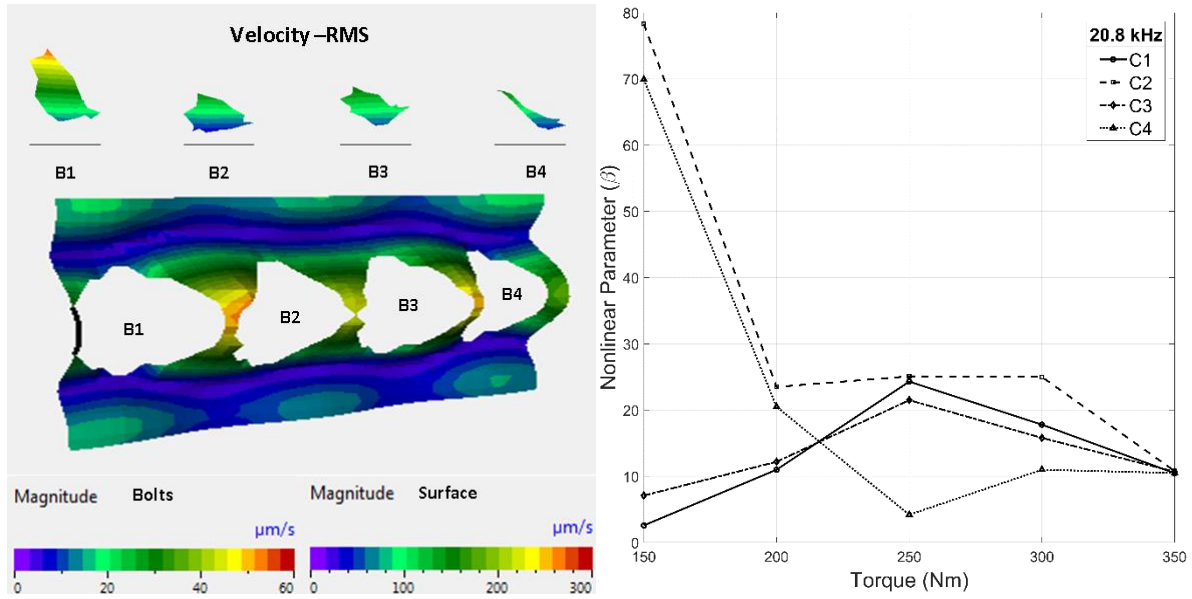 Velocity –RMS
B1 B2 B3 B4
B1 B2 B3 B4
Magnitude Bolts
µm/s
0 20 40 60
Magnitude Surface
µm/s
0 100 200 300
80
70
60
50
40
30
20
10
0
Nonlinear Parameter (β)
150 200 250 300 350
Torque (Nm)
20.8 kHz
C1
C2
C3
C4